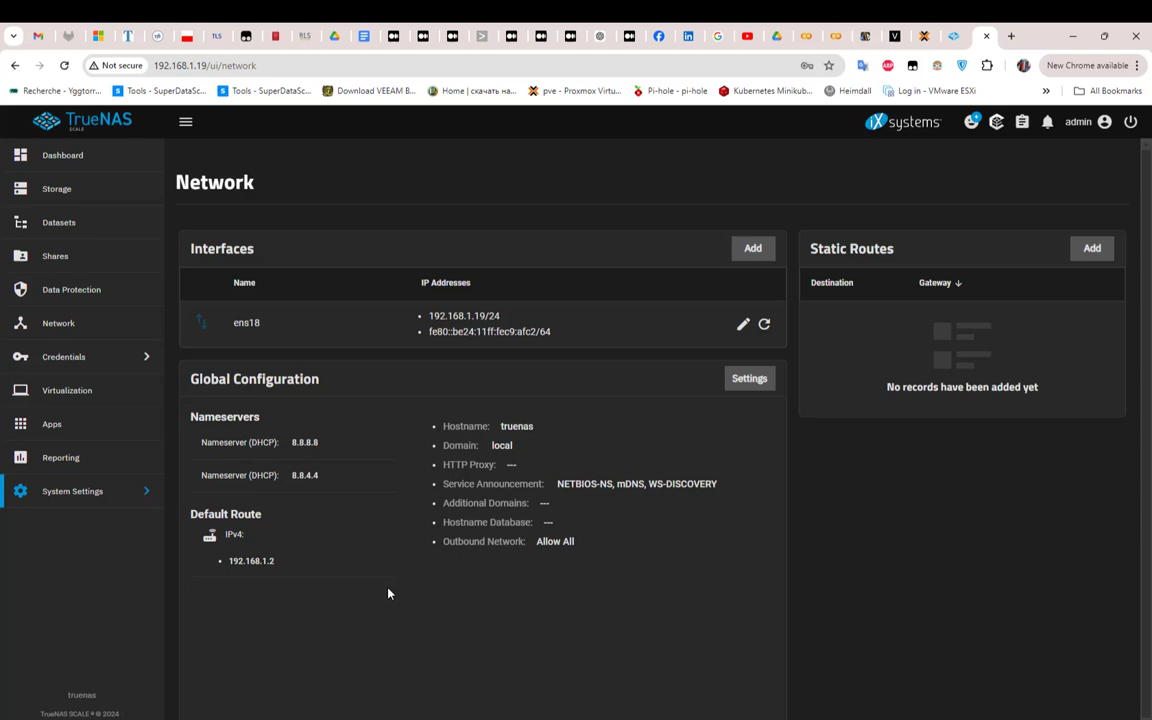 TLS
RLS
Not secure
192.168.1.19/ui/network
New Chrome available
Recherche - Yggtorr...
Tools - SuperDataSc...
Tools - SuperDataSc...
Download VEEAM B...
Home | скачать на...
pve - Proxmox Virtu...
Pi-hole - pi-hole
Kubernetes Minikub...
Heimdall
Log in - VMware ESXi
All Bookmarks
TrueNAS
SCALE
iXsystems
admin
Dashboard
Storage
Datasets
Shares
Data Protection
Network
Credentials
Virtualization
Apps
Reporting
System Settings
truenas
TrueNAS SCALE ® © 2024
Network
Interfaces
Add
Name
IP Addresses
ens18
192.168.1.19/24
fe80::be24:11ff:fec9:afc2/64
Static Routes
Add
Destination
Gateway
No records have been added yet
Global Configuration
Settings
Nameservers
Nameserver (DHCP): 8.8.8.8
Nameserver (DHCP): 8.8.4.4
Default Route
IPv4:
192.168.1.2
Hostname: truenas
Domain: local
HTTP Proxy: ---
Service Announcement: NETBIOS-NS, mDNS, WS-DISCOVERY
Additional Domains: ---
Hostname Database: ---
Outbound Network: Allow All